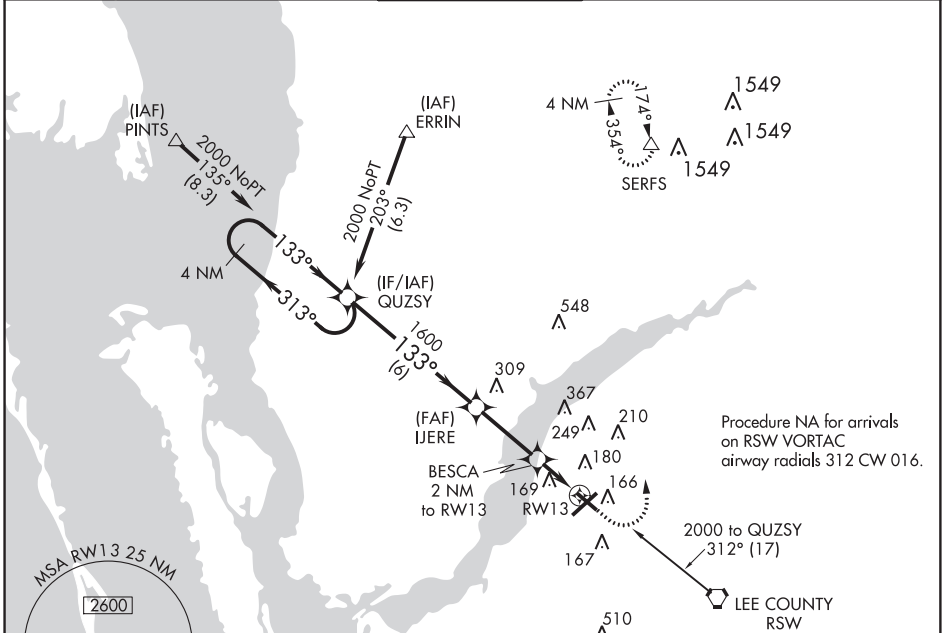 (IAF)
PINTS
2000 NoPT
135°
(8.3)
(IAF)
ERRIN
2000 NoPT
203°
(6.3)
4 NM
174°
354°
SERFS
1549
1549
1549
4 NM
133°
313°
(IF/IAF)
QUZSY
1600
133°
(6)
548
309
(FAF)
IJERE
367
249
210
180
BESCA
2 NM
to RW13
169
RW13
166
167
Procedure NA for arrivals
on RSW VORTAC
airway radials 312 CW 016.
2000 to QUZSY
312° (17)
LEE COUNTY
RSW
510
MSA RW13 25 NM
2600